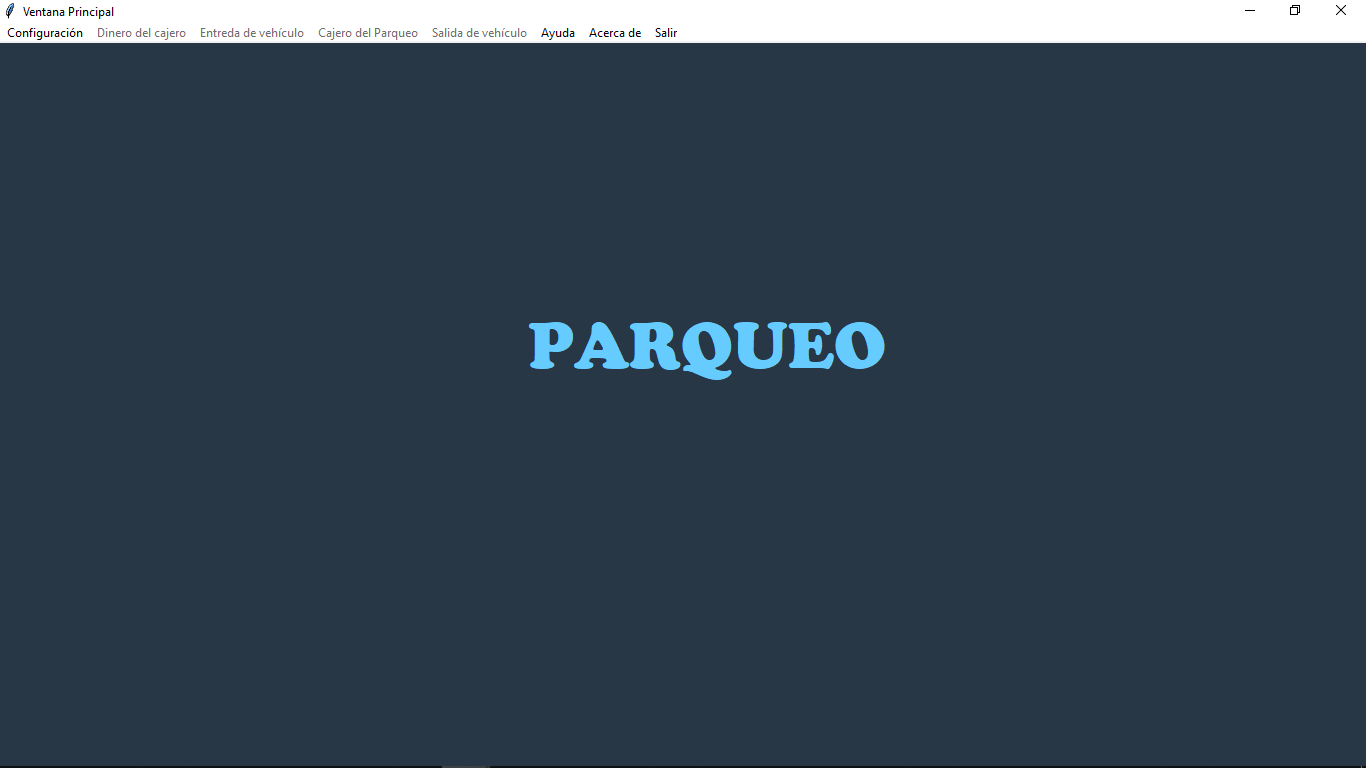 Ventana Principal
Configuración Dinero del cajero Entreda de vehículo Cajero del Parqueo Salida de vehículo Ayuda Acerca de Salir
PARQUEO